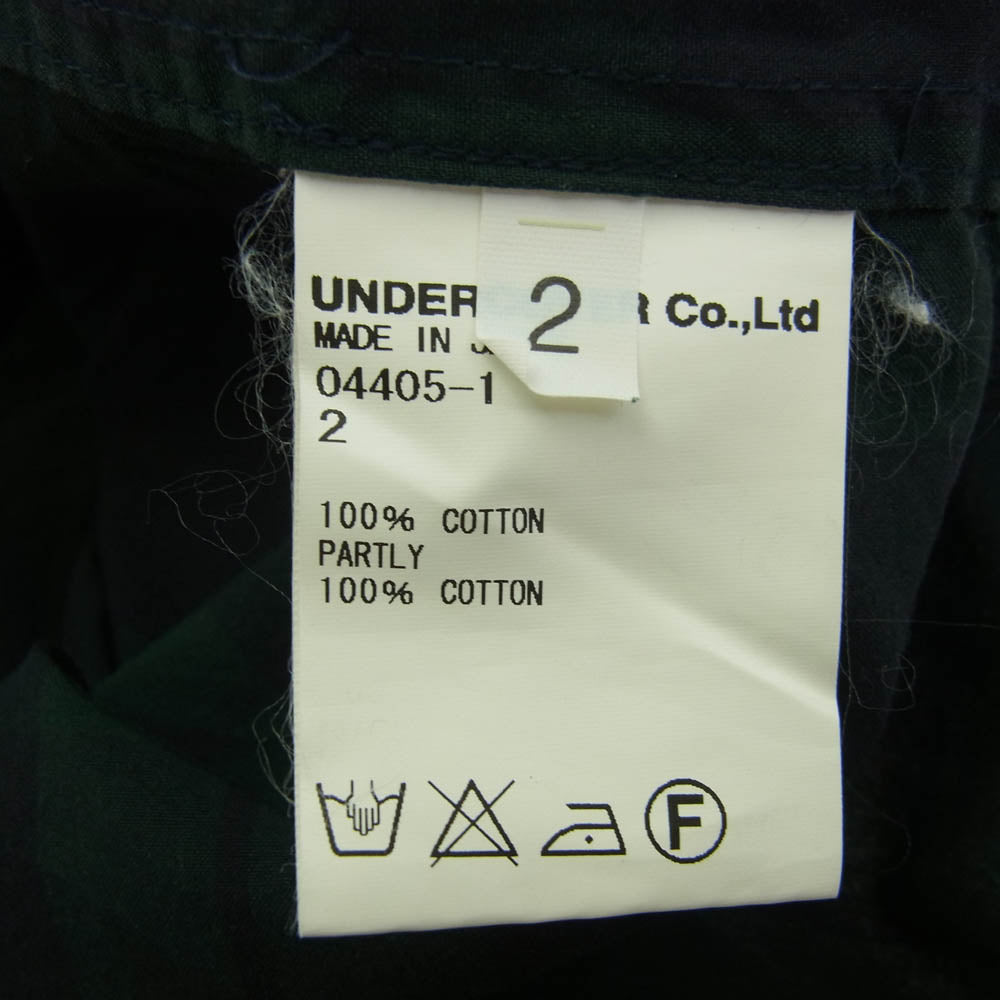 2
UNDER Co.,Ltd
MADE IN
04405-1
2
100% COTTON
PARTLY
100% COTTON
F